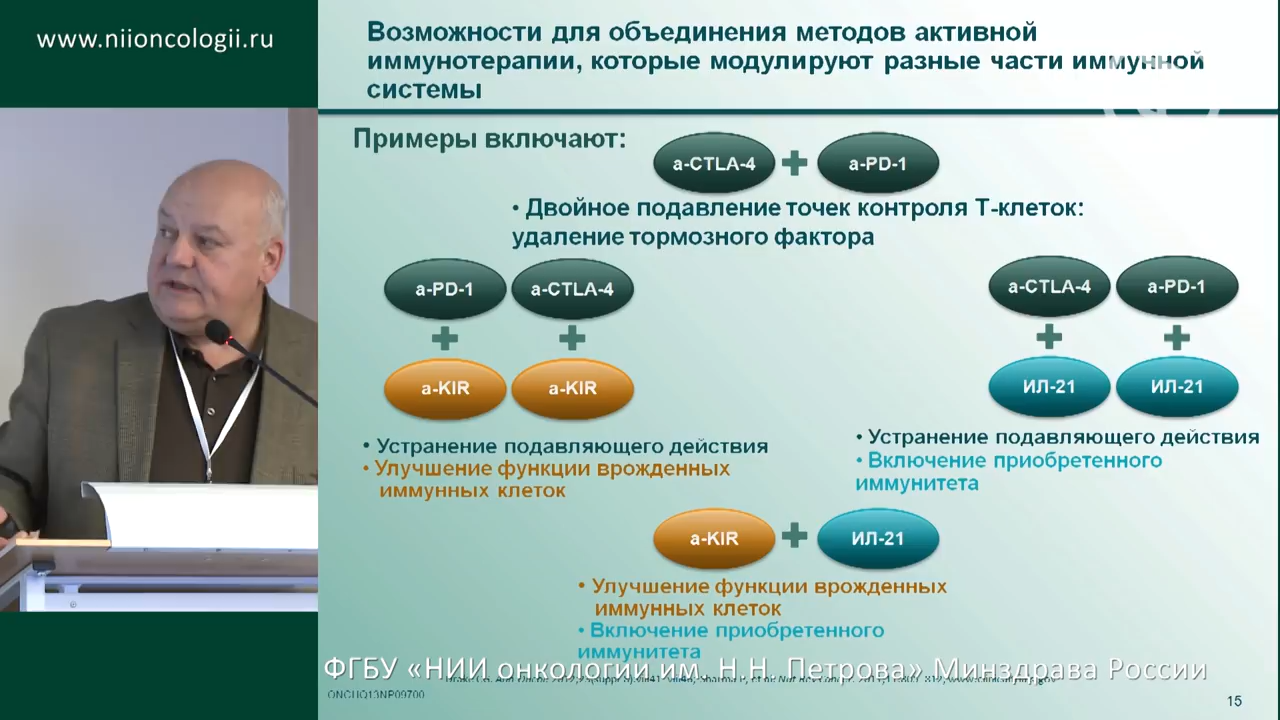 www.niioncologii.ru
Возможности для объединения методов активной
иммунотерапии, которые модулируют разные части иммунной
системы
Примеры включают:
a-CTLA-4 + a-PD-1
• Двойное подавление точек контроля Т-клеток:
удаление тормозного фактора
a-PD-1 a-CTLA-4
+ +
a-KIR a-KIR
• Устранение подавляющего действия
• Улучшение функции врожденных
иммунных клеток
a-CTLA-4 a-PD-1
+ +
ИЛ-21 ИЛ-21
• Устранение подавляющего действия
• Включение приобретенного
иммунитета
a-KIR + ИЛ-21
• Улучшение функции врожденных
иммунных клеток
• Включение приобретенного
иммунитета
ФГБУ «НИИ онкологии им. Н.Н. Петрова» Минздрава России
ONCHQ13NP09700
15